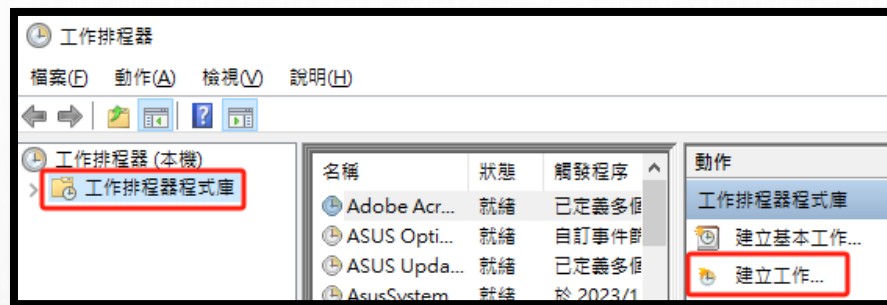 工作排程器
檔案(F) 動作(A) 檢視(V) 說明(H)
工作排程器 (本機)
工作排程器程式庫
名稱 狀態 觸發程序
Adobe Acr... 就緒 已定義多個
ASUS Opti... 就緒 自訂事件
ASUS Upda... 就緒 已定義多個
AsusSystem 就緒 於 2023/1
動作
工作排程器程式庫
建立基本工作...
建立工作...